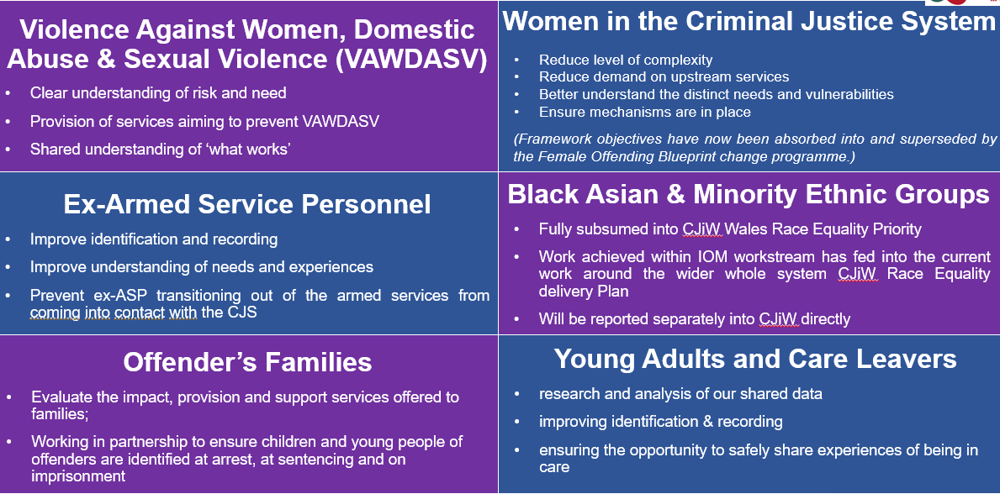 Violence Against Women, Domestic
Abuse & Sexual Violence (VAWDASV)
• Clear understanding of risk and need
• Provision of services aiming to prevent VAWDASV
• Shared understanding of ‘what works’
Women in the Criminal Justice System
• Reduce level of complexity
• Reduce demand on upstream services
• Better understand the distinct needs and vulnerabilities
• Ensure mechanisms are in place
(Framework objectives have now been absorbed into and superseded by
the Female Offending Blueprint change programme.)
Ex-Armed Service Personnel
• Improve identification and recording
• Improve understanding of needs and experiences
• Prevent ex-ASP transitioning out of the armed services from
coming into contact with the CJS
Black Asian & Minority Ethnic Groups
• Fully subsumed into CJiW Wales Race Equality Priority
• Work achieved within IOM workstream has fed into the current
work around the wider whole system CJiW Race Equality
delivery Plan
• Will be reported separately into CJiW directly
Offender’s Families
• Evaluate the impact, provision and support services offered to
families;
• Working in partnership to ensure children and young people of
offenders are identified at arrest, at sentencing and on
imprisonment
Young Adults and Care Leavers
• research and analysis of our shared data
• improving identification & recording
• ensuring the opportunity to safely share experiences of being in
care